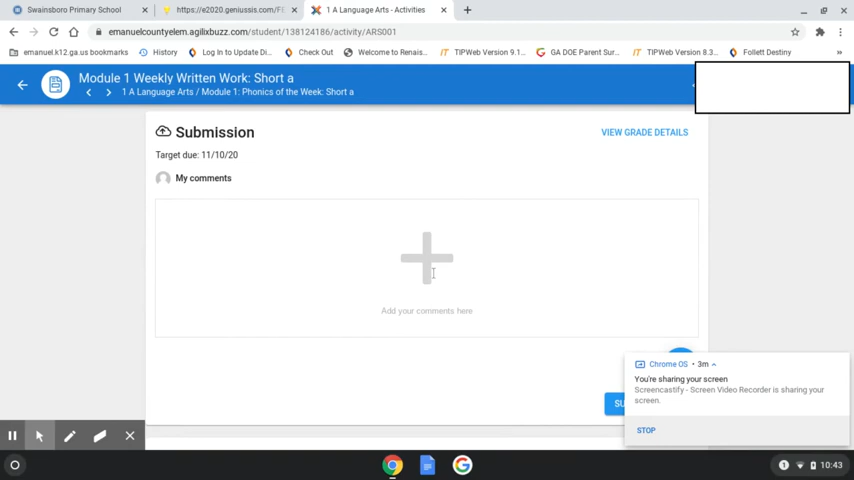 Swainsboro Primary School
https://e2020.geniussis.com/FE
1 A Language Arts - Activities
emanuelcountyelem.agilixbuzz.com/student/138124186/activity/ARS001
emanuel.k12.ga.us bookmarks
History
Log In to Update Di...
Check Out
Welcome to Renais...
TIPWeb Version 9.1...
GA DOE Parent Sur...
TIPWeb Version 8.3...
Follett Destiny
»
Module 1 Weekly Written Work: Short a
1 A Language Arts / Module 1: Phonics of the Week: Short a
Submission
VIEW GRADE DETAILS
Target due: 11/10/20
My comments
Add your comments here
Chrome OS • 3m
You're sharing your screen
Screencastify - Screen Video Recorder is sharing your
screen.
SU
STOP
1
10:43